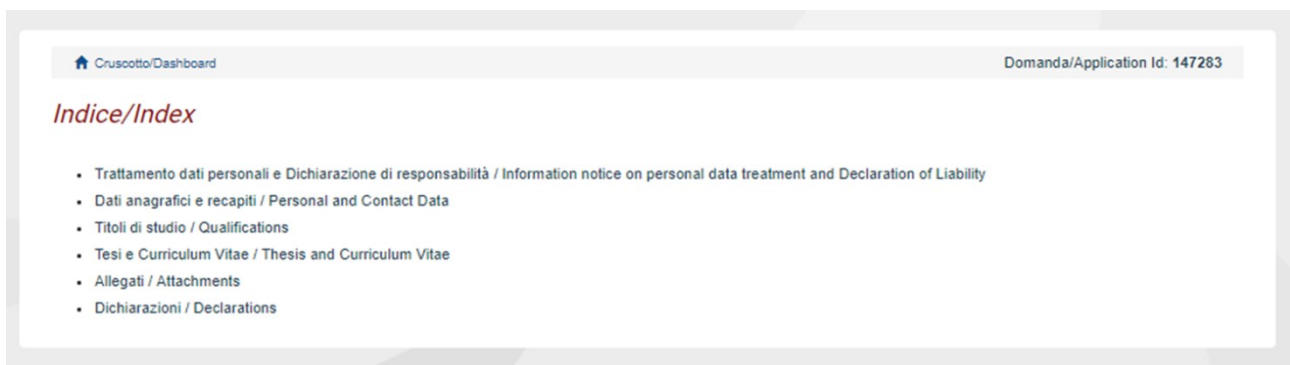 Cruscotto/Dashboard
Domanda/Application Id: 147283
Indice/Index
Trattamento dati personali e Dichiarazione di responsabilità / Information notice on personal data treatment and Declaration of Liability
Dati anagrafici e recapiti / Personal and Contact Data
Titoli di studio / Qualifications
Tesi e Curriculum Vitae / Thesis and Curriculum Vitae
Allegati / Attachments
Dichiarazioni / Declarations